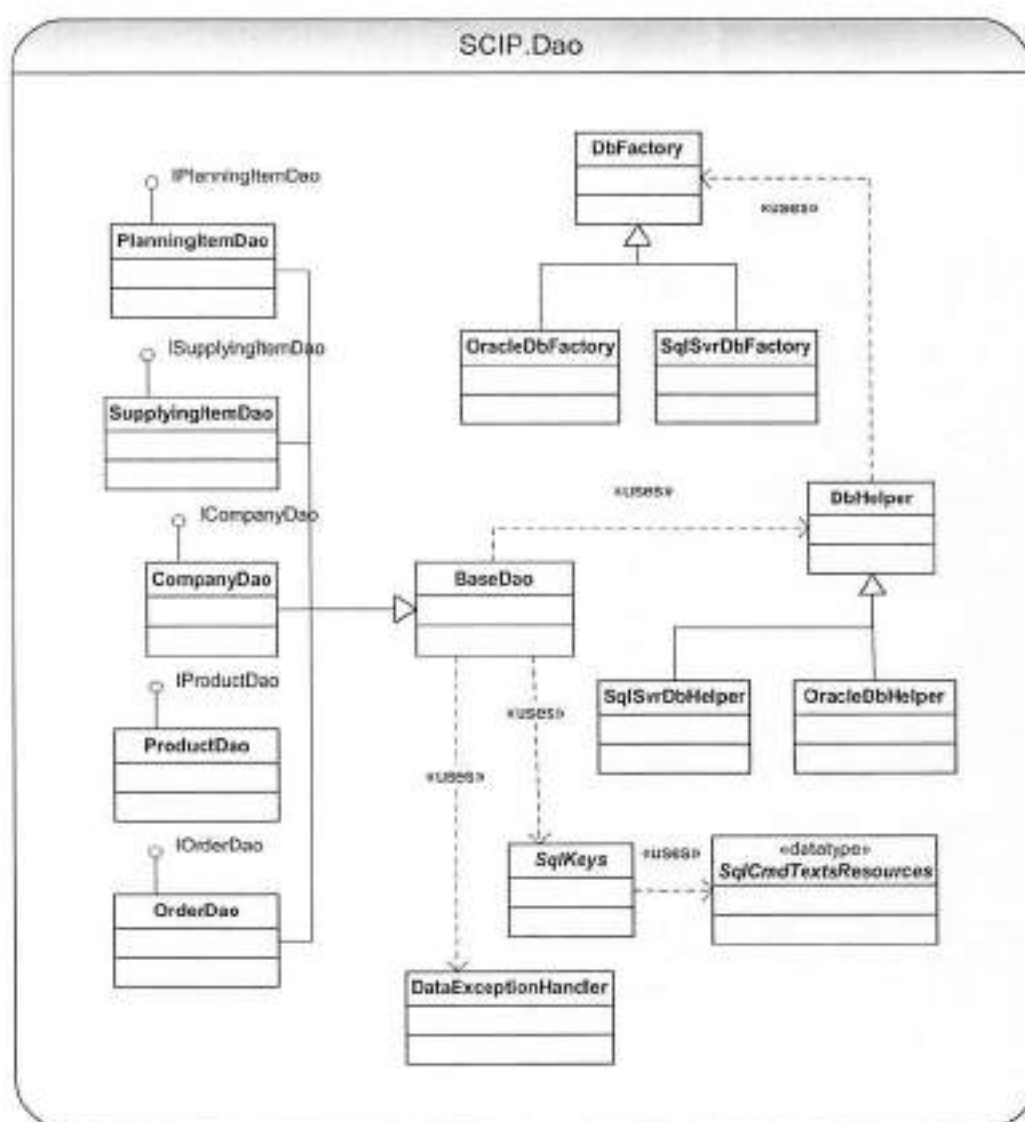 SCIP.Dao
DbFactory
IPlanningItemDao
«uses»
PlanningItemDao
ISupplyingItemDao
OracleDbFactory
SqlSvrDbFactory
SupplyingItemDao
«uses»
DbHelper
ICompanyDao
CompanyDao
BaseDao
IProductDao
SqlSvrDbHelper
OracleDbHelper
«uses»
ProductDao
«uses»
IOrderDao
SqlKeys
«uses»
«datatype»
SqlCmdTextsResources
OrderDao
DataExceptionHandler